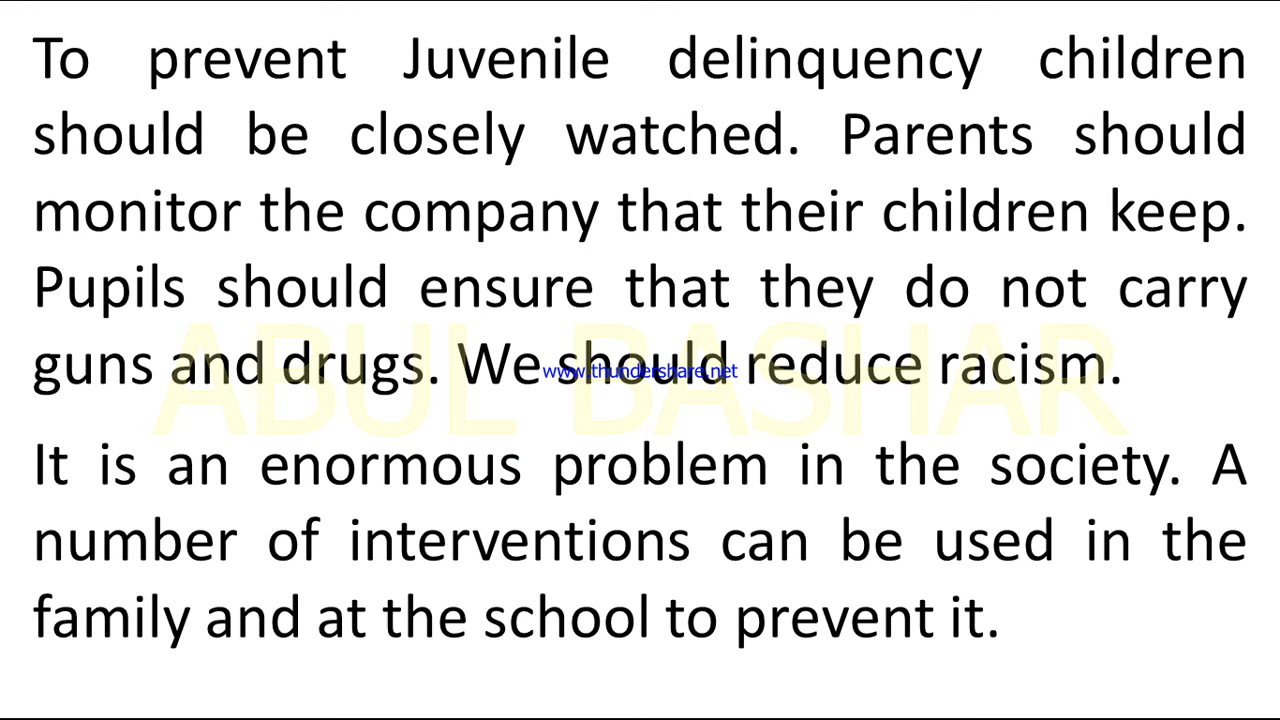 To prevent Juvenile delinquency children
should be closely watched. Parents should
monitor the company that their children keep.
Pupils should ensure that they do not carry
guns and drugs. We should reduce racism.
www.thundershare.net
ABUL BASHAR
It is an enormous problem in the society. A
number of interventions can be used in the
family and at the school to prevent it.